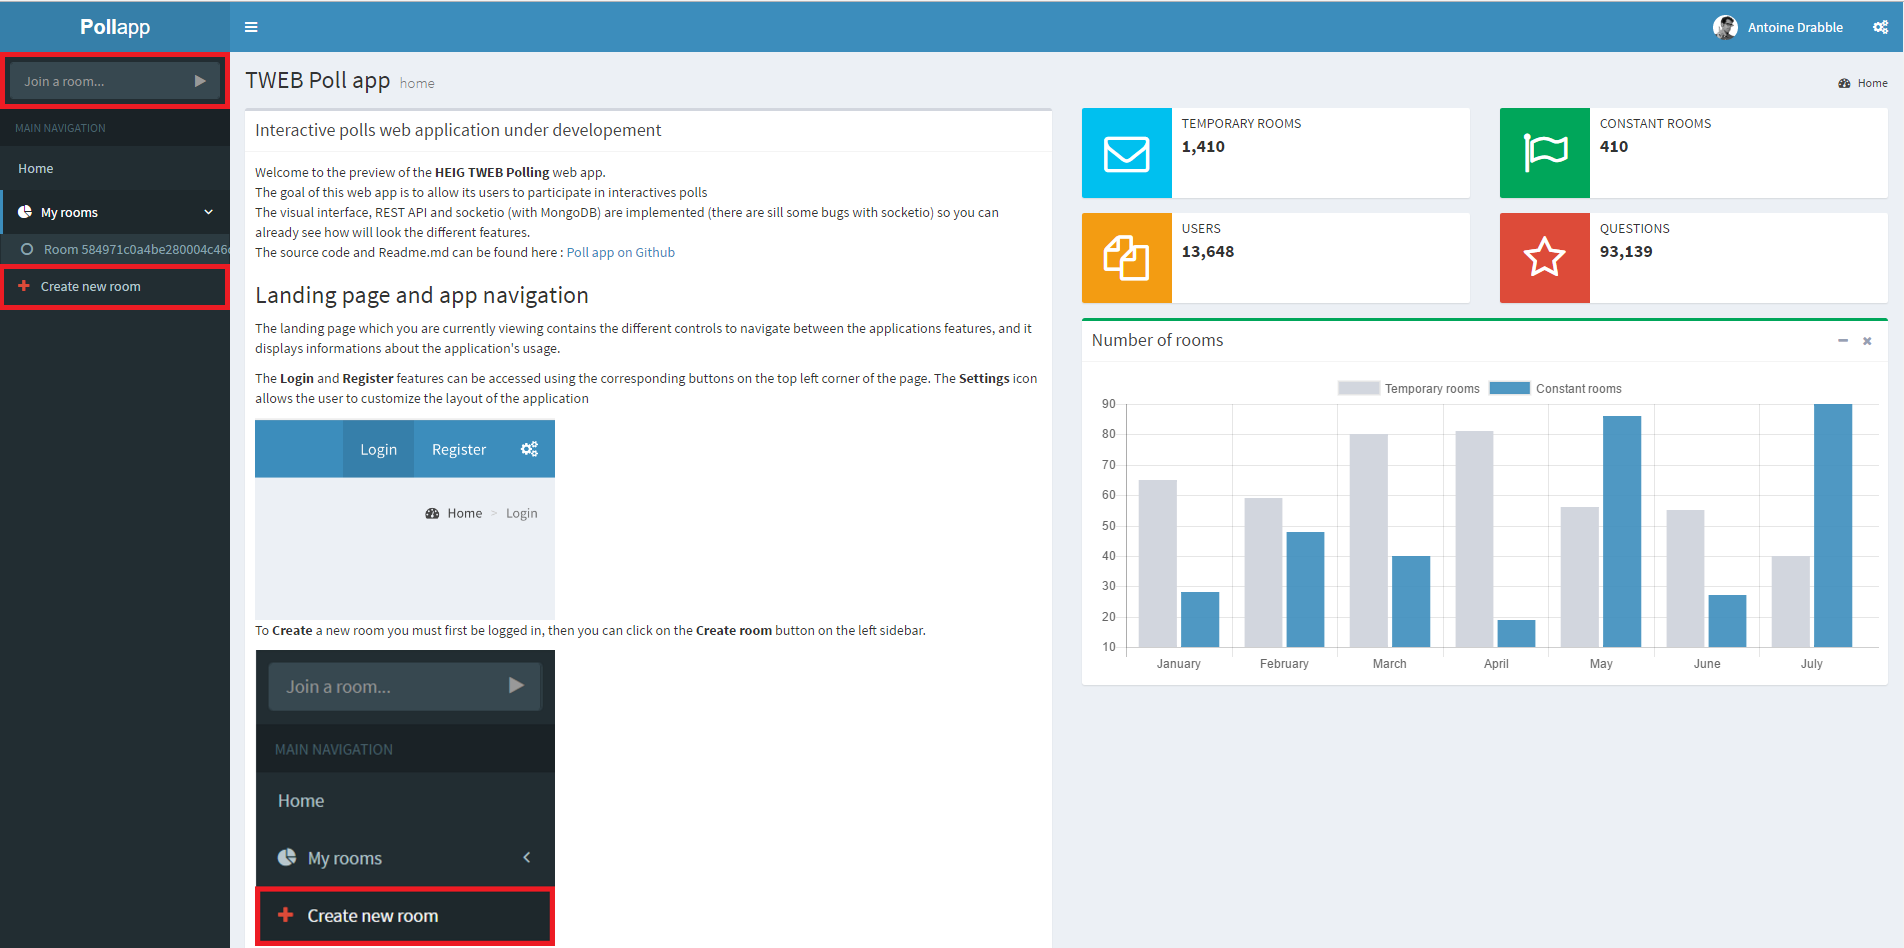 Pollapp
Antoine Drabble
Join a room...
MAIN NAVIGATION
Home
My rooms
Room 584971c0a4be280004c46
Create new room
TWEB Poll app home
Home
Interactive polls web application under developement
Welcome to the preview of the HEIG TWEB Polling web app.
The goal of this web app is to allow its users to participate in interactives polls
The visual interface, REST API and socketio (with MongoDB) are implemented (there are sill some bugs with socketio) so you can
already see how will look the different features.
The source code and Readme.md can be found here : Poll app on Github
Landing page and app navigation
The landing page which you are currently viewing contains the different controls to navigate between the applications features, and it
displays informations about the application's usage.
The Login and Register features can be accessed using the corresponding buttons on the top left corner of the page. The Settings icon
allows the user to customize the layout of the application
Login Register
Home > Login
To Create a new room you must first be logged in, then you can click on the Create room button on the left sidebar.
Join a room...
MAIN NAVIGATION
Home
My rooms
Create new room
TEMPORARY ROOMS
1,410
CONSTANT ROOMS
410
USERS
13,648
QUESTIONS
93,139
Number of rooms
Temporary rooms Constant rooms
90
80
70
60
50
40
30
20
10
January February March April May June July